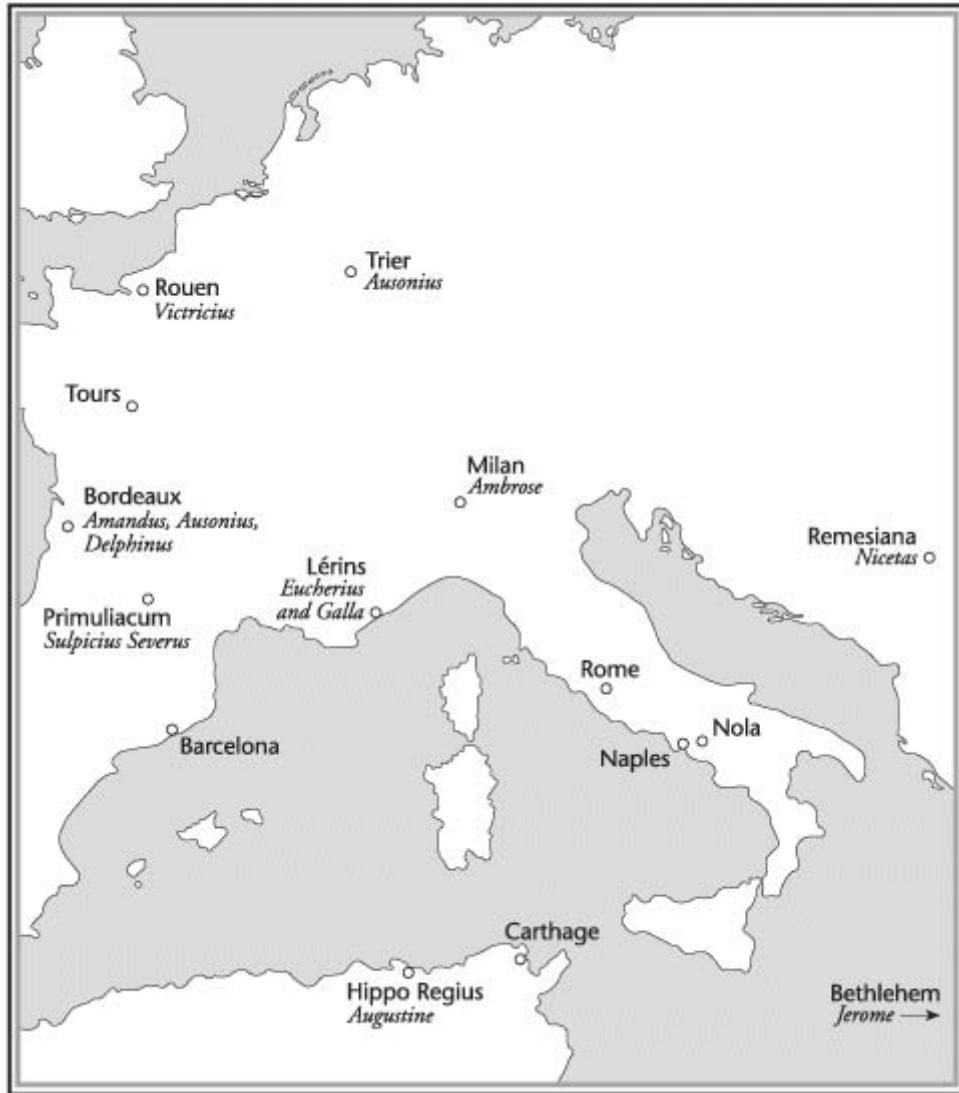 Trier
Ausonius
Rouen
Victricius
Tours
Milan
Ambrose
Bordeaux
Amandus, Ausonius,
Delphinus
Remesiana
Nicetas
Lérins
Eucherius
and Galla
Primuliacum
Sulpicius Severus
Rome
Barcelona
Nola
Naples
Carthage
Hippo Regius
Augustine
Bethlehem
Jerome